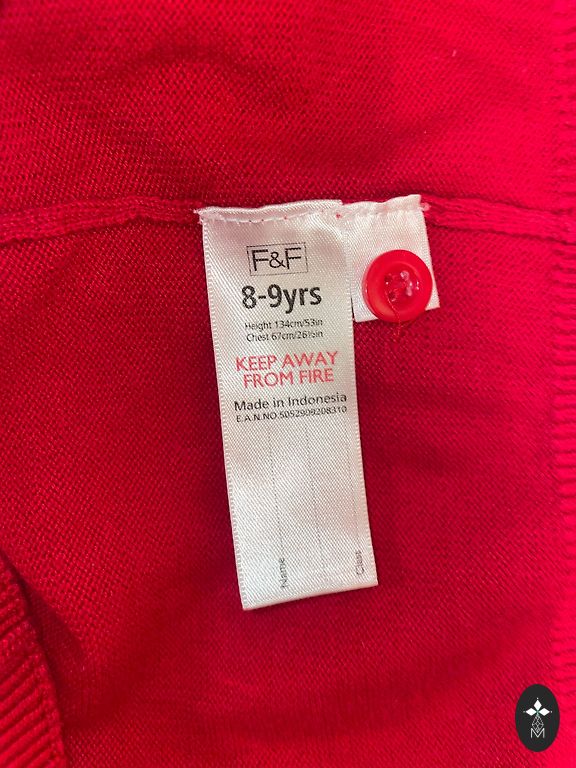 F&F
8-9yrs
Height 134cm/53in
Chest 67cm/26½in
KEEP AWAY
FROM FIRE
Made in Indonesia
E.A.N.NO.5052909208310
Name
Class
M